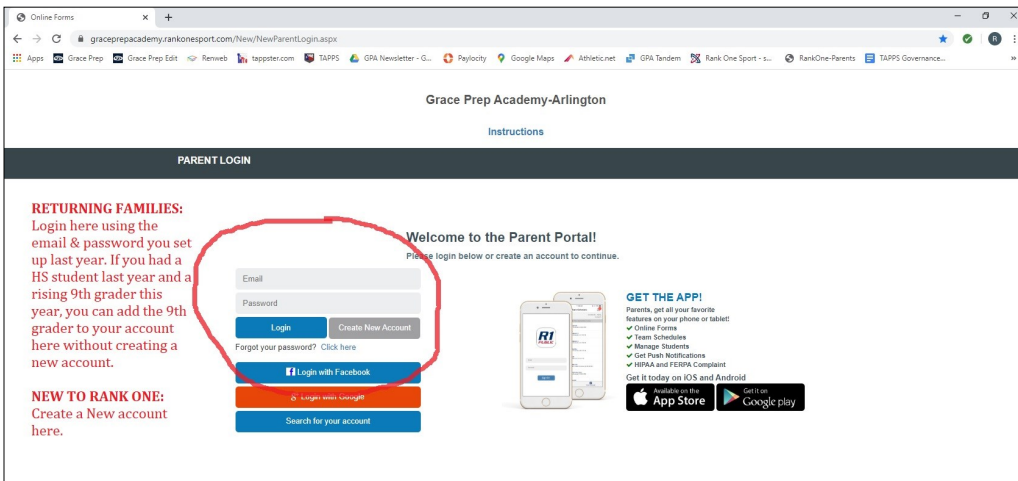 Online Forms
graceprepacademy.rankonesport.com/New/NewParentLogin.aspx
R
Apps Grace Prep Grace Prep Edit Renweb tappster.com TAPPS GPA Newsletter - G... Paylocity Google Maps Athletic.net GPA Tandem Rank One Sport - s... RankOne-Parents TAPPS Governance... »
Grace Prep Academy-Arlington
Instructions
PARENT LOGIN
RETURNING FAMILIES:
Login here using the
email & password you set
up last year. If you had a
HS student last year and a
rising 9th grader this
year, you can add the 9th
grader to your account
here without creating a
new account.
NEW TO RANK ONE:
Create a New account
here.
Welcome to the Parent Portal!
Please login below or create an account to continue.
Email
Password
Login Create New Account
Forgot your password? Click here
f Login with Facebook
g+ Login with Google
Search for your account
R1
GET THE APP!
Parents, get all your favorite
features on your phone or tablet!
✓ Online Forms
✓ Team Schedules
✓ Manage Students
✓ Get Push Notifications
✓ HIPAA and FERPA Complaint
Get it today on iOS and Android
Available on the
App Store
Get it on
Google play